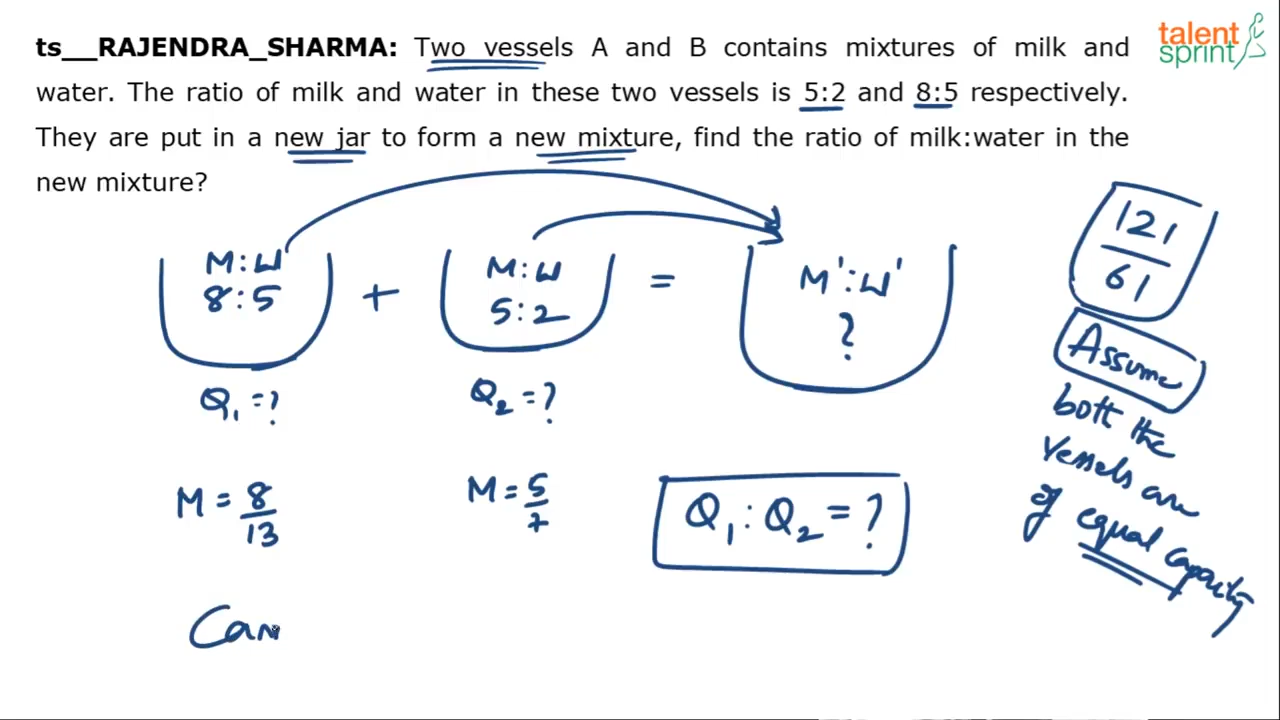 talent
sprint
ts__RAJENDRA_SHARMA: Two vessels A and B contains mixtures of milk and
water. The ratio of milk and water in these two vessels is 5:2 and 8:5 respectively.
They are put in a new jar to form a new mixture, find the ratio of milk:water in the
new mixture?
M:W
8:5
+
M:W
5:2
=
M':W'
?
121
61
Assume
both the
vessels are
of equal capacity
Q₁ = ?
Q₂ = ?
M = 8/13
M = 5/7
Q₁ : Q₂ = ?
Can